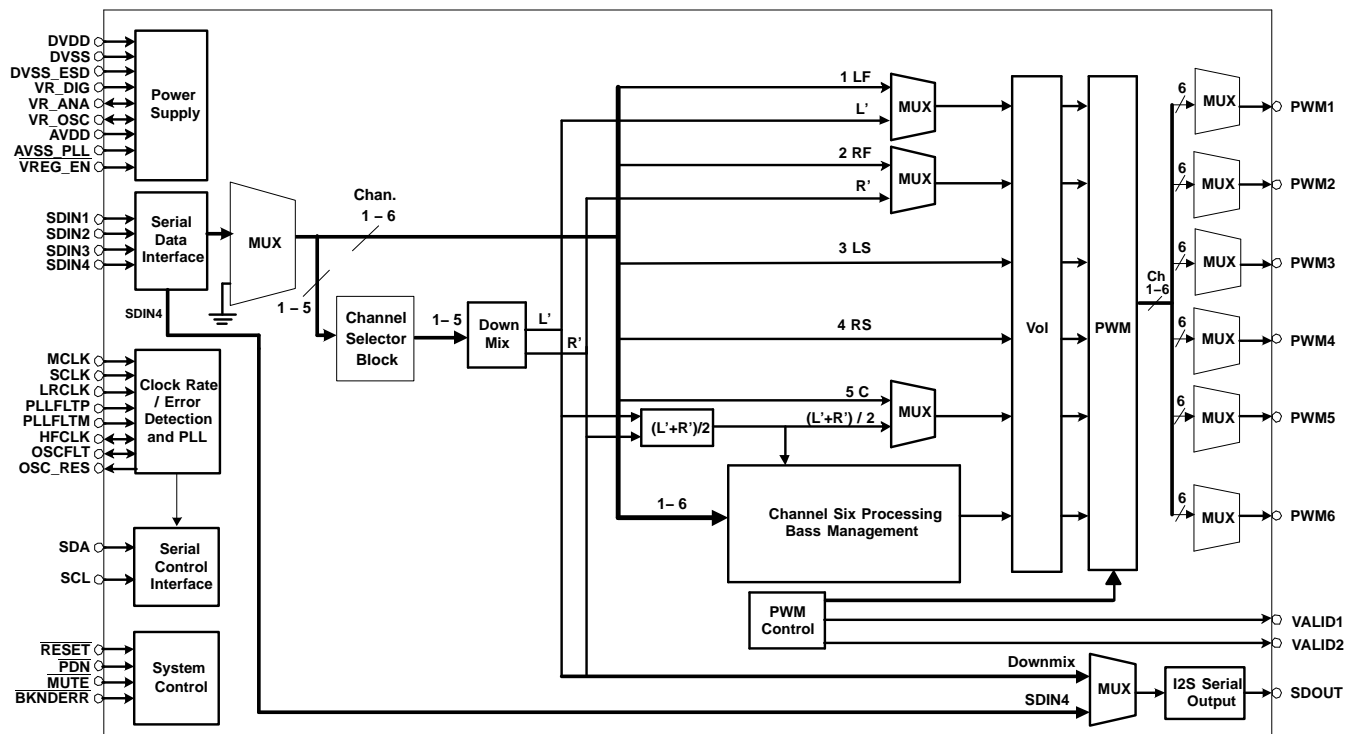 DVDD
DVSS
DVSS_ESD
VR_DIG
VR_ANA
VR_OSC
AVDD
AVSS_PLL
VREG_EN
Power
Supply
SDIN1
SDIN2
SDIN3
SDIN4
Serial
Data
Interface
SDIN4
MUX
Chan.
1 – 6
1 – 5
Channel
Selector
Block
1– 5
Down
Mix
L'
R'
MCLK
SCLK
LRCLK
PLLFLTP
PLLFLTM
HFCLK
OSCFLT
OSC_RES
Clock Rate
/ Error
Detection
and PLL
SDA
SCL
Serial
Control
Interface
RESET
PDN
MUTE
BKNDERR
System
Control
1 LF
L'
MUX
2 RF
R'
MUX
3 LS
4 RS
5 C
(L'+R')/2
(L'+R') / 2
MUX
1– 6
Channel Six Processing
Bass Management
Vol
PWM
Ch
1–6
6
MUX
PWM1
6
MUX
PWM2
6
MUX
PWM3
6
MUX
PWM4
6
MUX
PWM5
6
MUX
PWM6
PWM
Control
VALID1
VALID2
Downmix
SDIN4
MUX
I2S Serial
Output
SDOUT